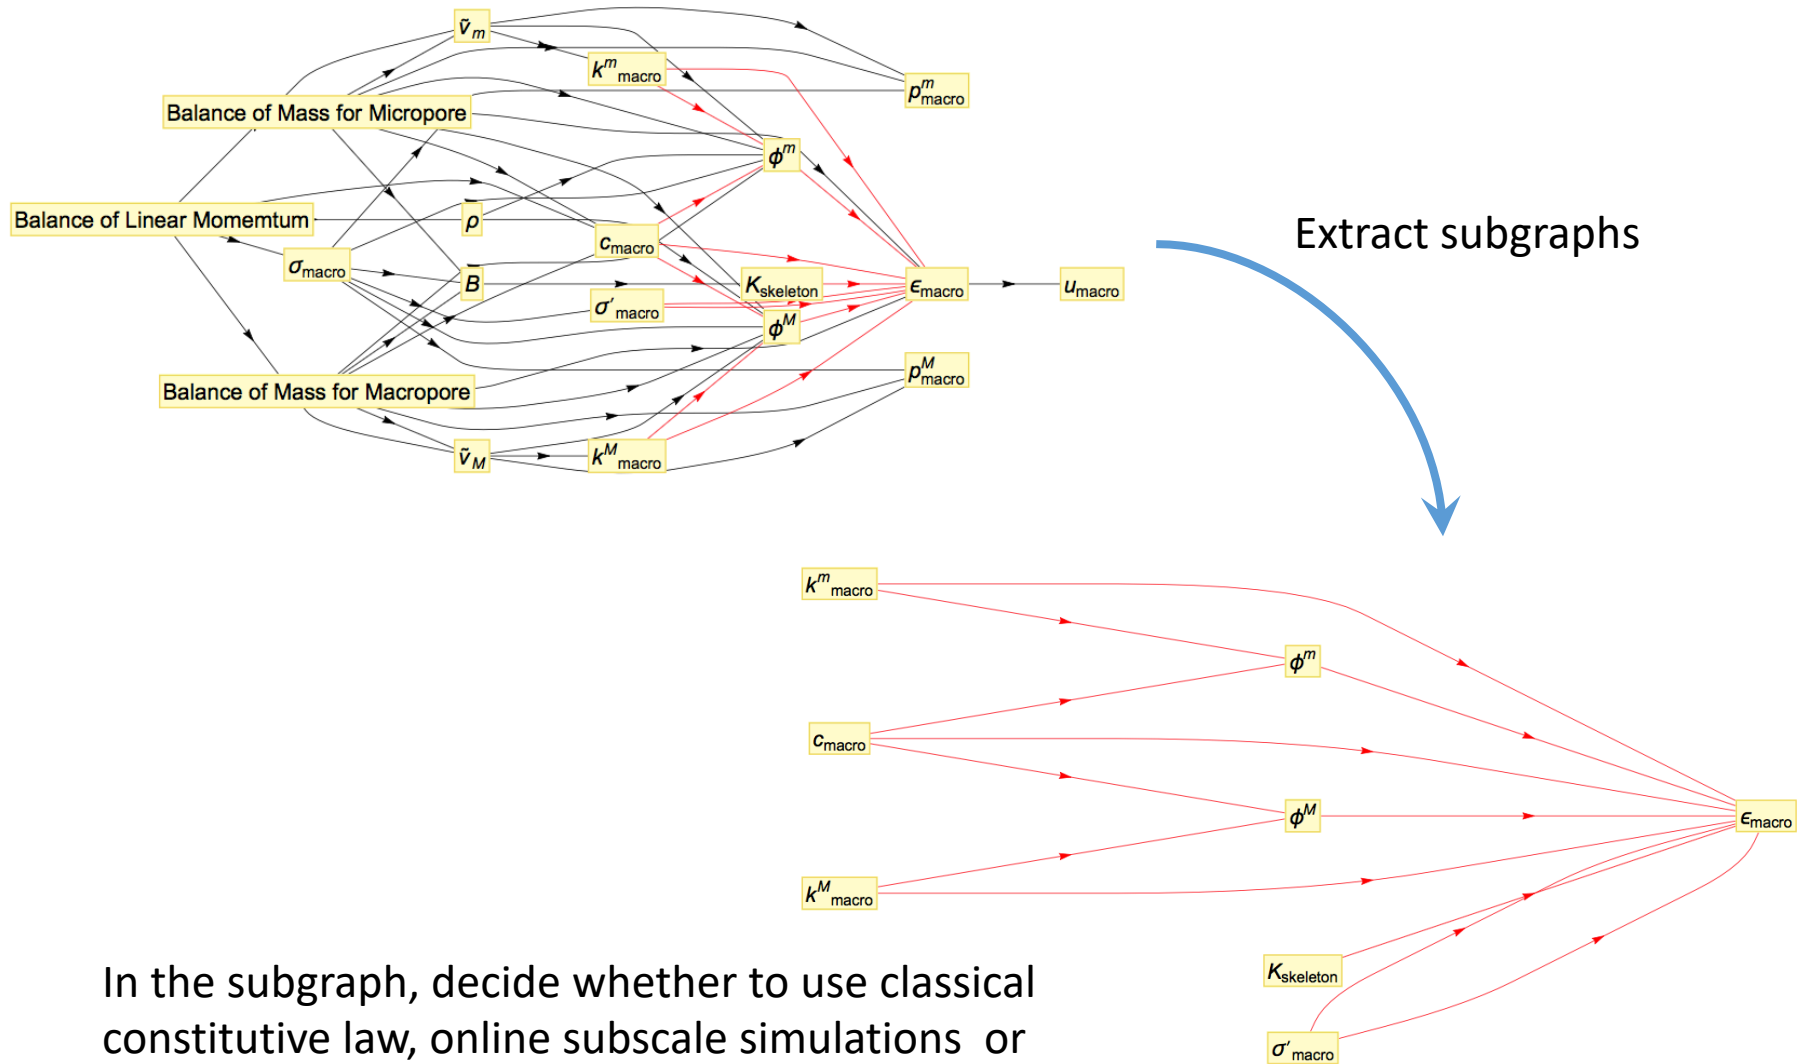 ṽm
kmmacro
pmmacro
Balance of Mass for Micropore
ϕm
Balance of Linear Momemtum
ρ
cmacro
σmacro
B
Kskeleton
ϵmacro
umacro
σ′macro
ϕM
Balance of Mass for Macropore
pMmacro
ṽM
kMmacro
Extract subgraphs
kmmacro
ϕm
cmacro
ϕM
ϵmacro
kMmacro
Kskeleton
σ′macro
In the subgraph, decide whether to use classical
constitutive law, online subscale simulations or